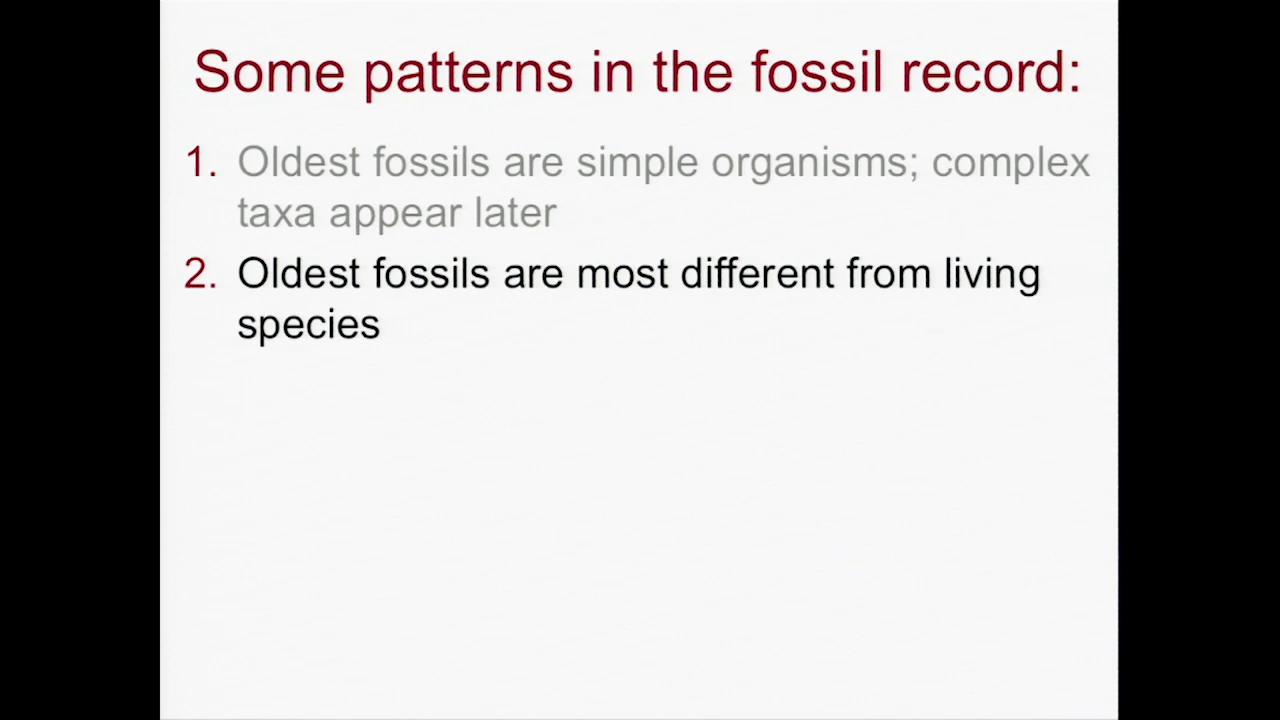 Some patterns in the fossil record:
1. Oldest fossils are simple organisms; complex
taxa appear later
2. Oldest fossils are most different from living
species